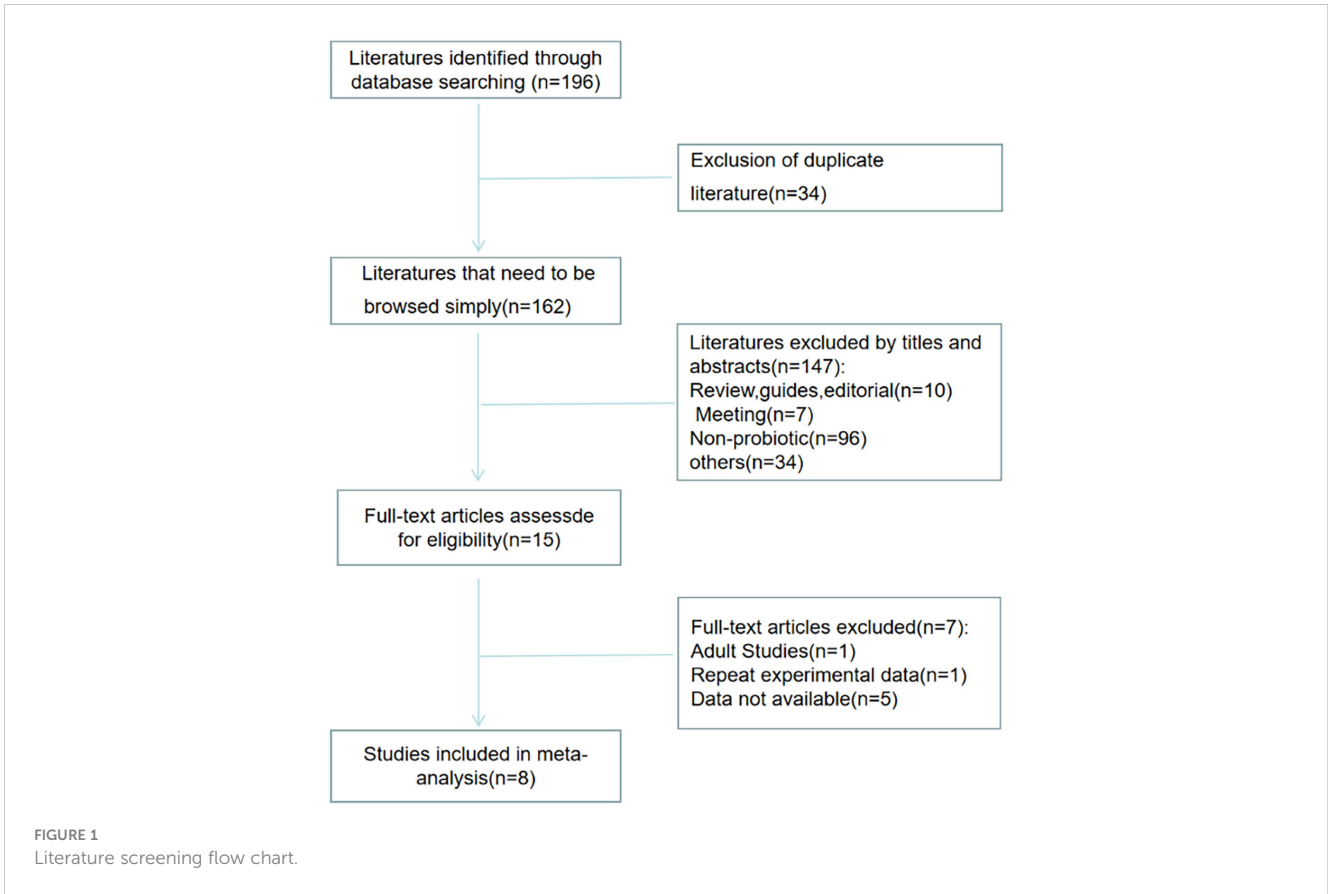 Literatures identified through
database searching (n=196)
Exclusion of duplicate
literature(n=34)
Literatures that need to be
browsed simply(n=162)
Literatures excluded by titles and
abstracts(n=147):
Review,guides,editorial(n=10)
Meeting(n=7)
Non-probiotic(n=96)
others(n=34)
Full-text articles assessde
for eligibility(n=15)
Full-text articles excluded(n=7):
Adult Studies(n=1)
Repeat experimental data(n=1)
Data not available(n=5)
Studies included in meta-
analysis(n=8)
FIGURE 1
Literature screening flow chart.